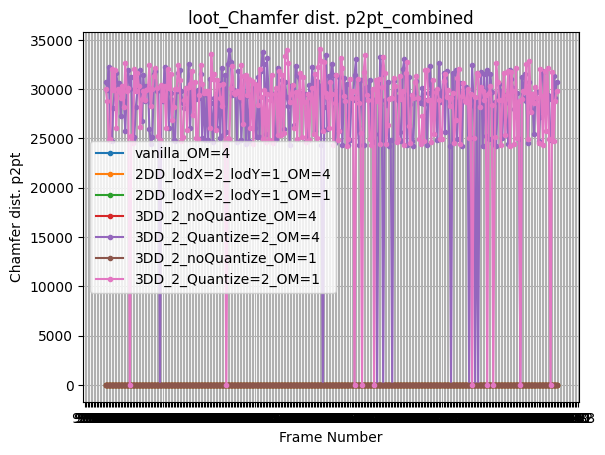 loot_Chamfer dist. p2pt_combined
35000
30000
25000
20000
15000
10000
5000
0
Chamfer dist. p2pt
vanilla_OM=4
2DD_lodX=2_lodY=1_OM=4
2DD_lodX=2_lodY=1_OM=1
3DD_2_noQuantize_OM=4
3DD_2_Quantize=2_OM=4
3DD_2_noQuantize_OM=1
3DD_2_Quantize=2_OM=1
Frame Number